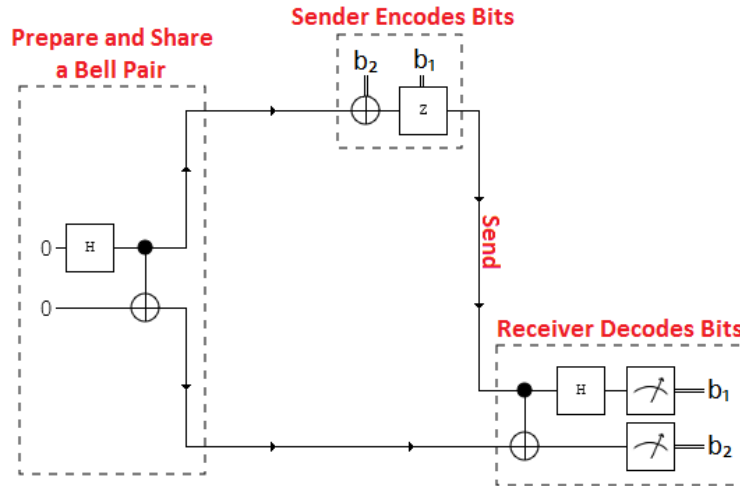 Sender Encodes Bits
Prepare and Share
a Bell Pair
b₂ b₁
Z
0 H
0
Send
Receiver Decodes Bits
H b₁
b₂